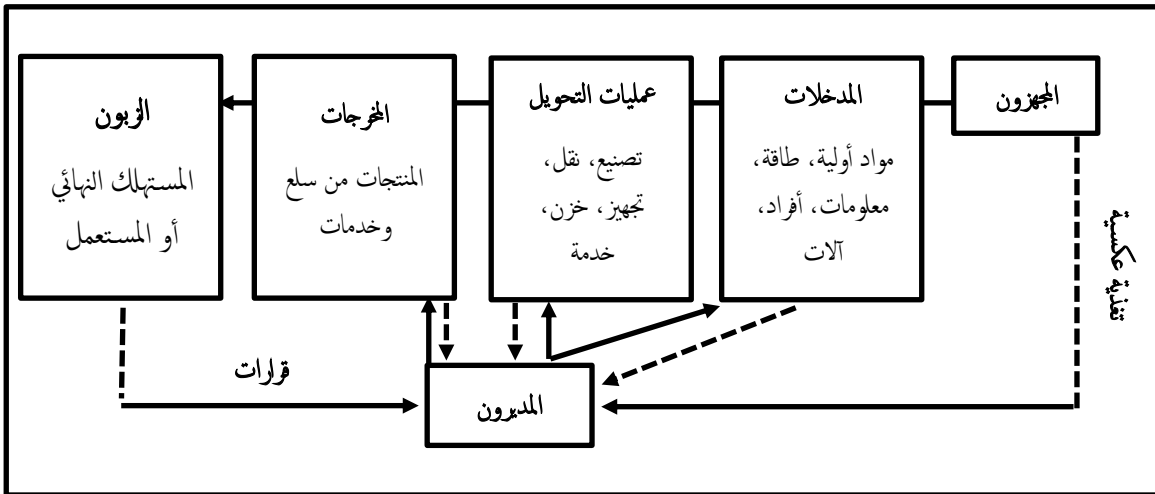 المجهزون
المدخلات
مواد أولية، طاقة،
معلومات، أفراد،
آلات
عمليات التحويل
تصنيع، نقل،
تجهيز، خزن،
خدمة
المخرجات
المنتجات من سلع
وخدمات
الزبون
المستهلك النهائي
أو المستعمل
تغذية عكسية
قرارات
المديرون